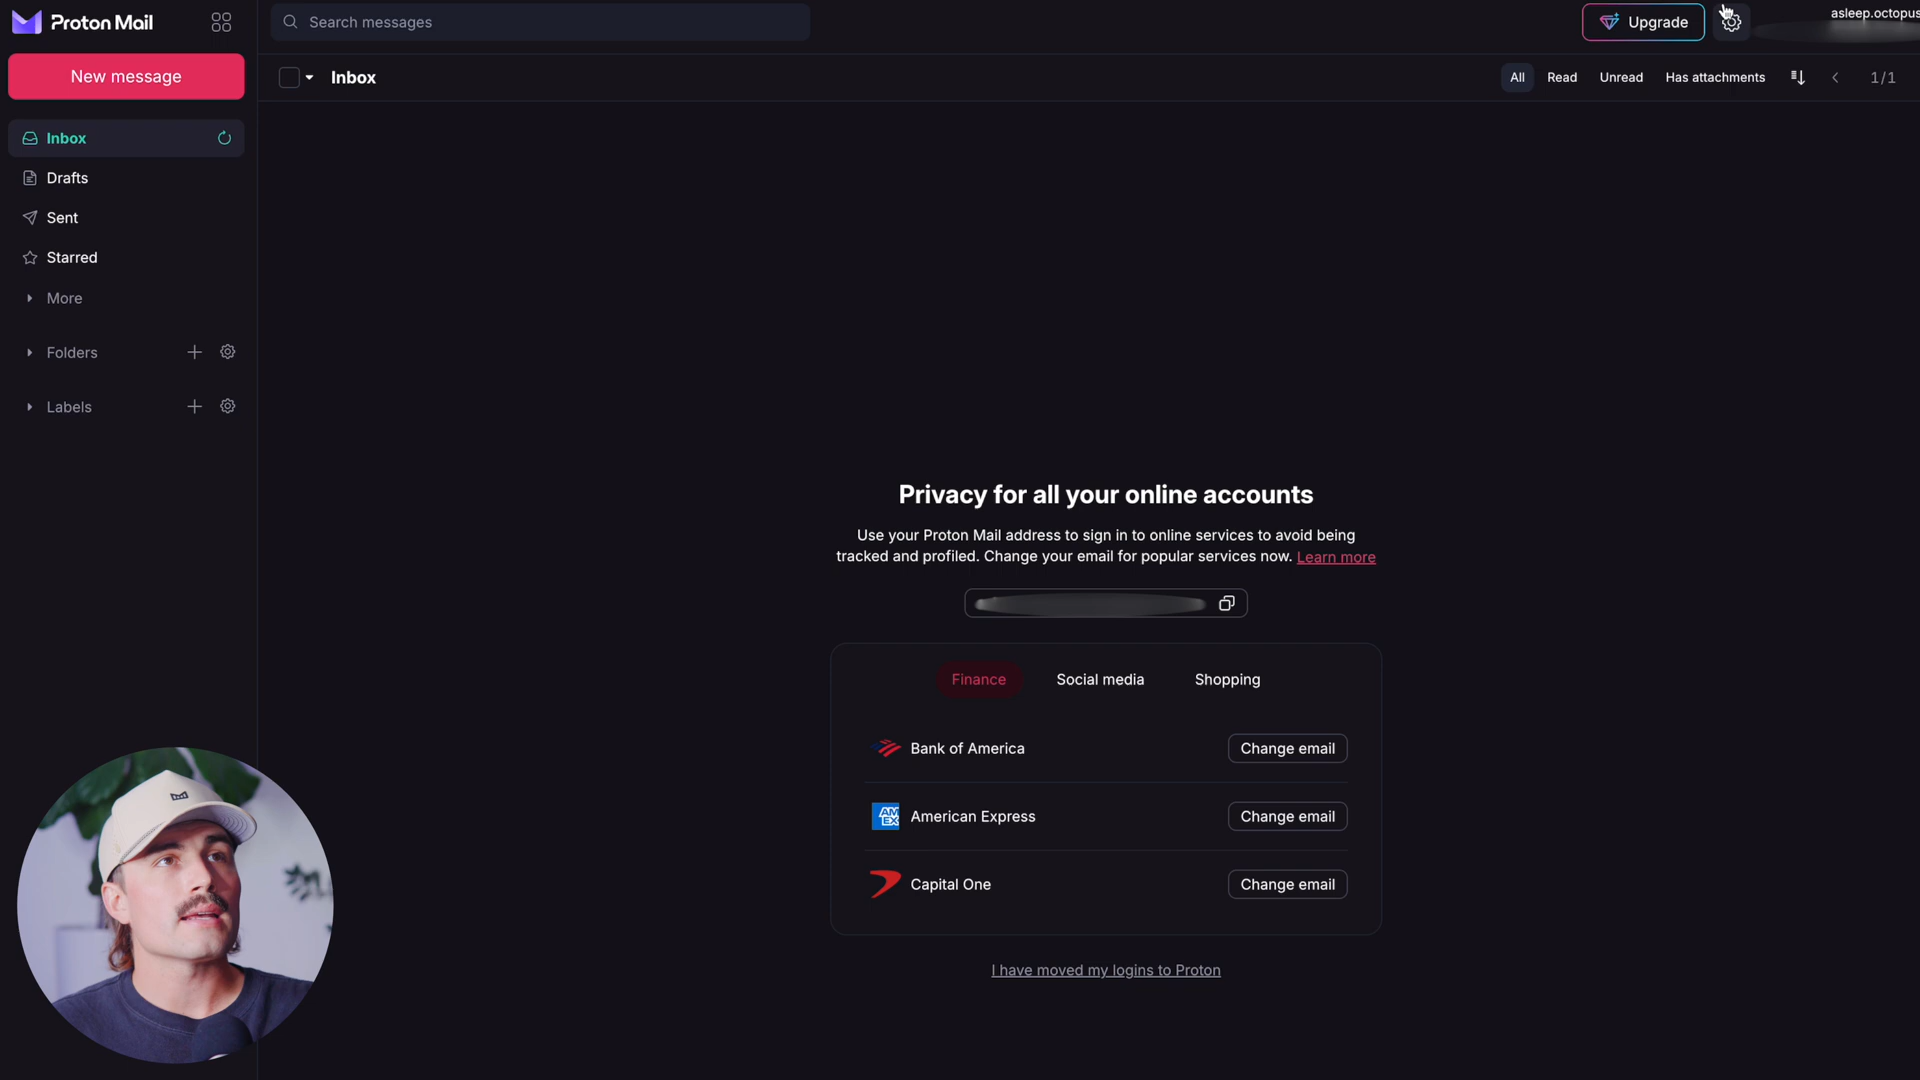 Proton Mail
Search messages
Upgrade
asleep.octopus
New message
Inbox
All
Read
Unread
Has attachments
1/1
Inbox
Drafts
Sent
Starred
More
Folders
Labels
Privacy for all your online accounts
Use your Proton Mail address to sign in to online services to avoid being
tracked and profiled. Change your email for popular services now. Learn more
Finance
Social media
Shopping
Bank of America
Change email
AM
EX
American Express
Change email
Capital One
Change email
I have moved my logins to Proton